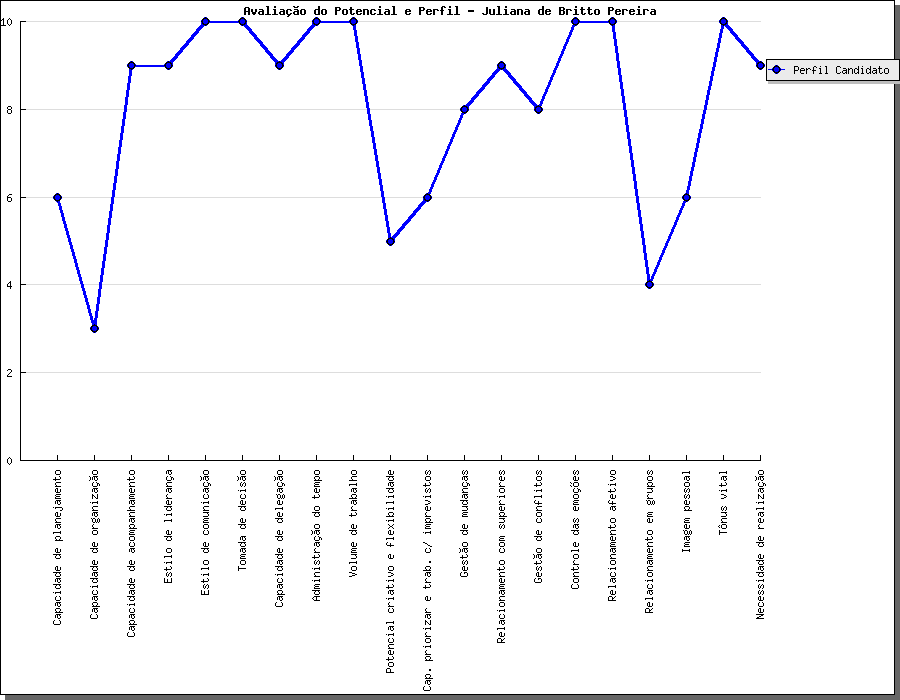 Avaliação do Potencial e Perfil - Juliana de Britto Pereira
10
8
6
4
2
0
Perfil Candidato
Capacidade de planejamento
Capacidade de organização
Capacidade de acompanhamento
Estilo de liderança
Estilo de comunicação
Tomada de decisão
Capacidade de delegação
Administração do tempo
Volume de trabalho
Potencial criativo e flexibilidade
Cap. priorizar e trab. c/ imprevistos
Gestão de mudanças
Relacionamento com superiores
Gestão de conflitos
Controle das emoções
Relacionamento afetivo
Relacionamento em grupos
Imagem pessoal
Tônus vital
Necessidade de realização